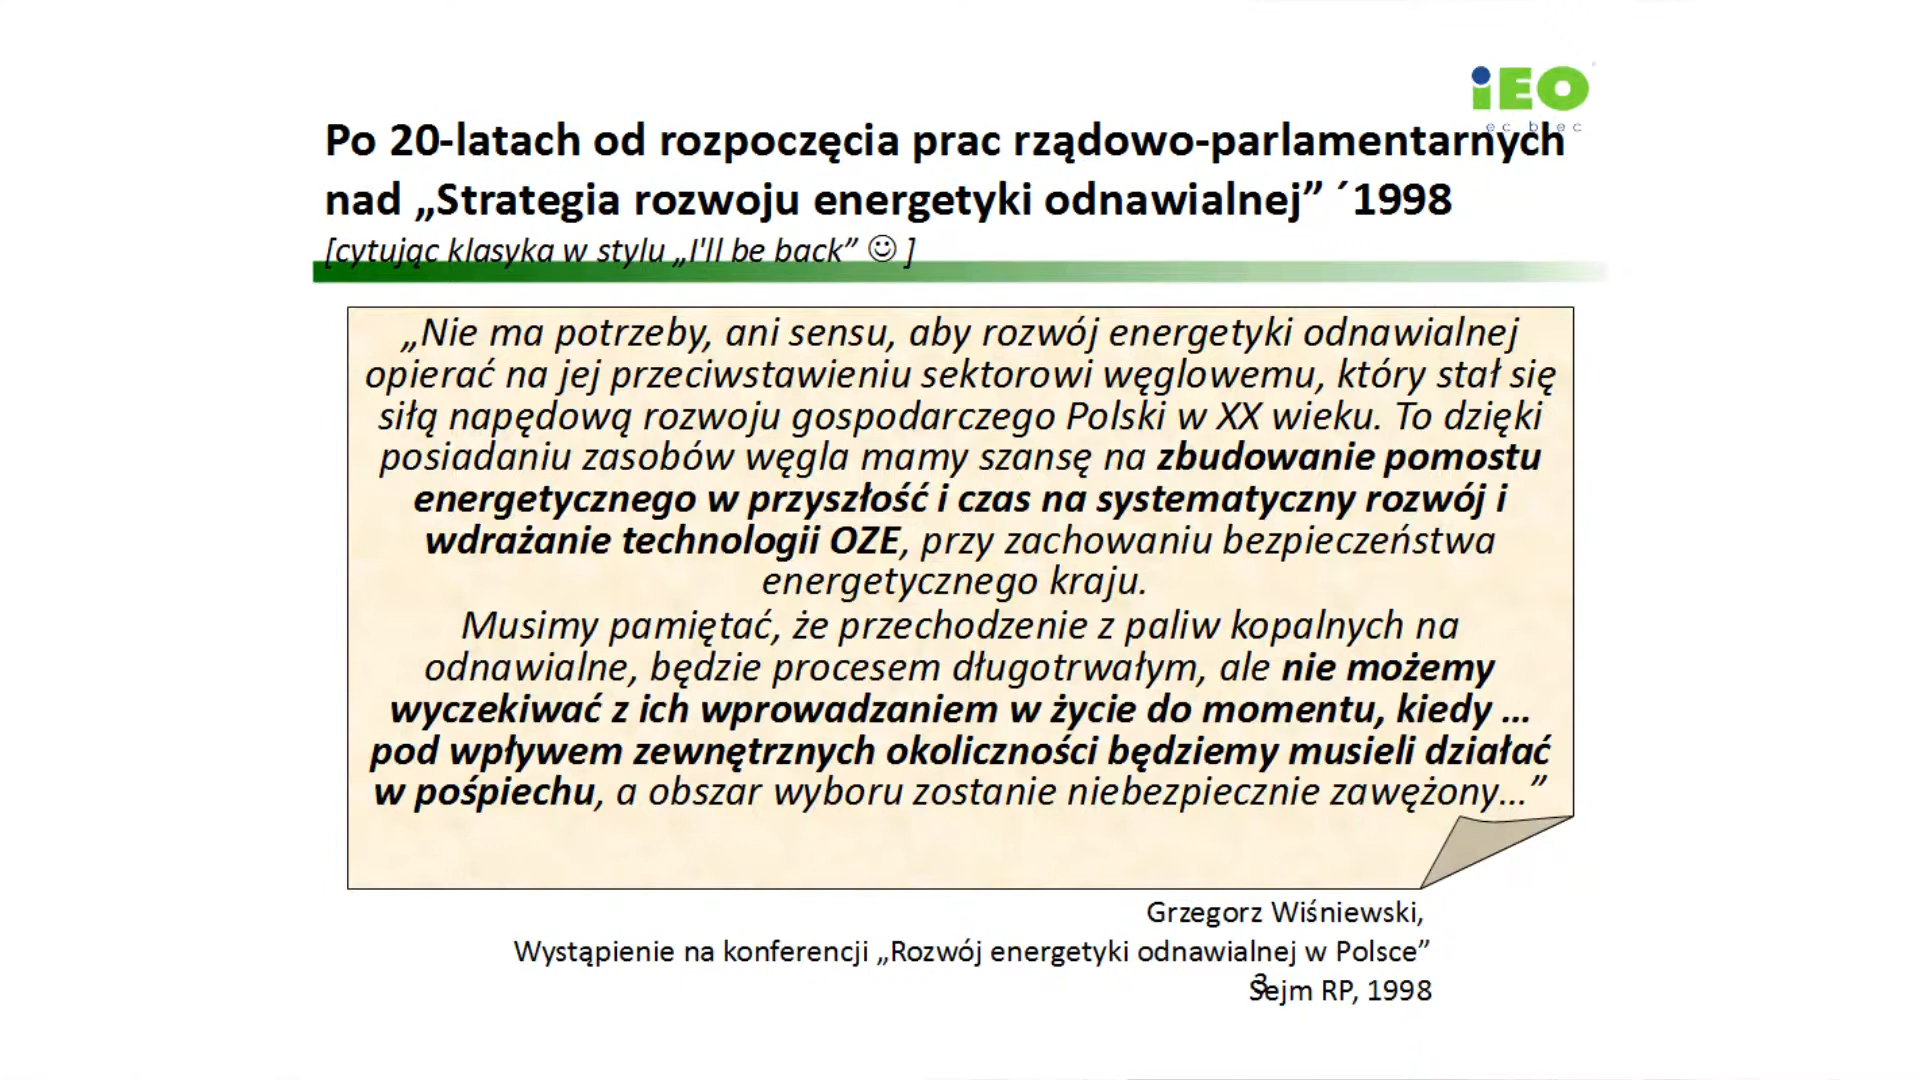 iEO
ec brec
Po 20-latach od rozpoczęcia prac rządowo-parlamentarnych
nad „Strategia rozwoju energetyki odnawialnej” ´1998
[cytując klasyka w stylu „I'll be back” ☺ ]
„Nie ma potrzeby, ani sensu, aby rozwój energetyki odnawialnej
opierać na jej przeciwstawieniu sektorowi węglowemu, który stał się
siłą napędową rozwoju gospodarczego Polski w XX wieku. To dzięki
posiadaniu zasobów węgla mamy szansę na zbudowanie pomostu
energetycznego w przyszłość i czas na systematyczny rozwój i
wdrażanie technologii OZE, przy zachowaniu bezpieczeństwa
energetycznego kraju.
Musimy pamiętać, że przechodzenie z paliw kopalnych na
odnawialne, będzie procesem długotrwałym, ale nie możemy
wyczekiwać z ich wprowadzaniem w życie do momentu, kiedy ...
pod wpływem zewnętrznych okoliczności będziemy musieli działać
w pośpiechu, a obszar wyboru zostanie niebezpiecznie zawężony...”
Grzegorz Wiśniewski,
Wystąpienie na konferencji „Rozwój energetyki odnawialnej w Polsce”
Sejm RP, 1998
3